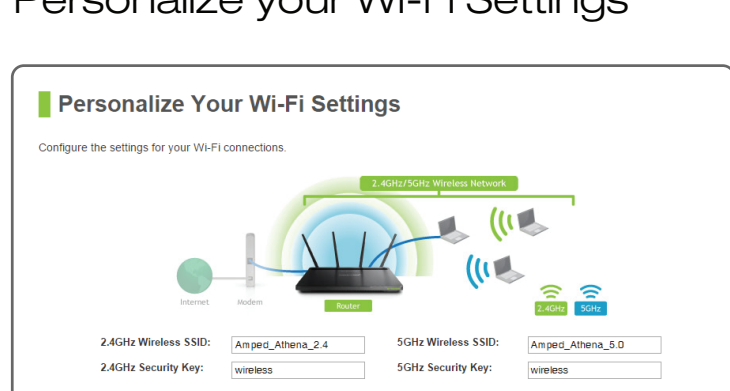 Personalize your Wi-Fi Settings
Personalize Your Wi-Fi Settings
Configure the settings for your Wi-Fi connections.
2.4GHz/5GHz Wireless Network
Internet
Modem
Router
2.4GHz
5GHz
2.4GHz Wireless SSID: Amped_Athena_2.4 5GHz Wireless SSID: Amped_Athena_5.0
2.4GHz Security Key: wireless 5GHz Security Key: wireless